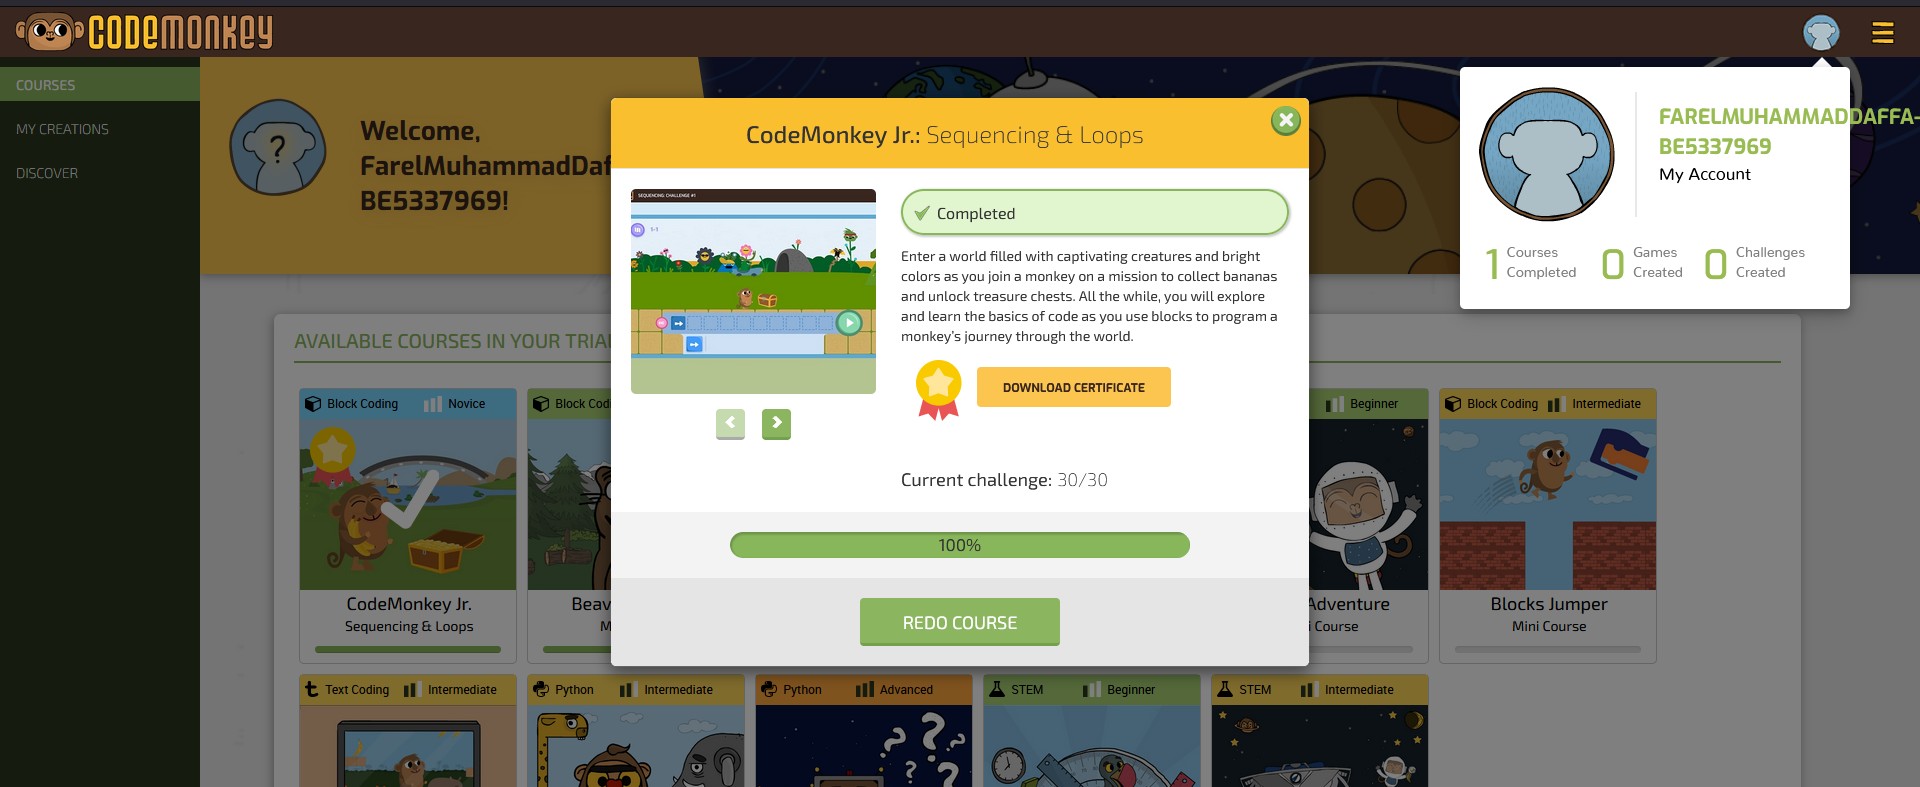 CODEMONKEY
COURSES
MY CREATIONS
DISCOVER
Welcome,
FarelMuhammadDaf
BE5337969!
FARELMUHAMMADDAFFA-
BE5337969
My Account
1 Courses Completed
0 Games Created
0 Challenges Created
AVAILABLE COURSES IN YOUR TRIA
CodeMonkey Jr.: Sequencing & Loops
SEQUENCING CHALLENGE #1
1-1
Completed
Enter a world filled with captivating creatures and bright
colors as you join a monkey on a mission to collect bananas
and unlock treasure chests. All the while, you will explore
and learn the basics of code as you use blocks to program a
monkey's journey through the world.
DOWNLOAD CERTIFICATE
Current challenge: 30/30
100%
REDO COURSE
Block Coding Novice
CodeMonkey Jr.
Sequencing & Loops
Block Codi
Beav
M
Beginner
Adventure
i Course
Block Coding Intermediate
Blocks Jumper
Mini Course
Text Coding Intermediate
Python Intermediate
Python Advanced
STEM Beginner
STEM Intermediate